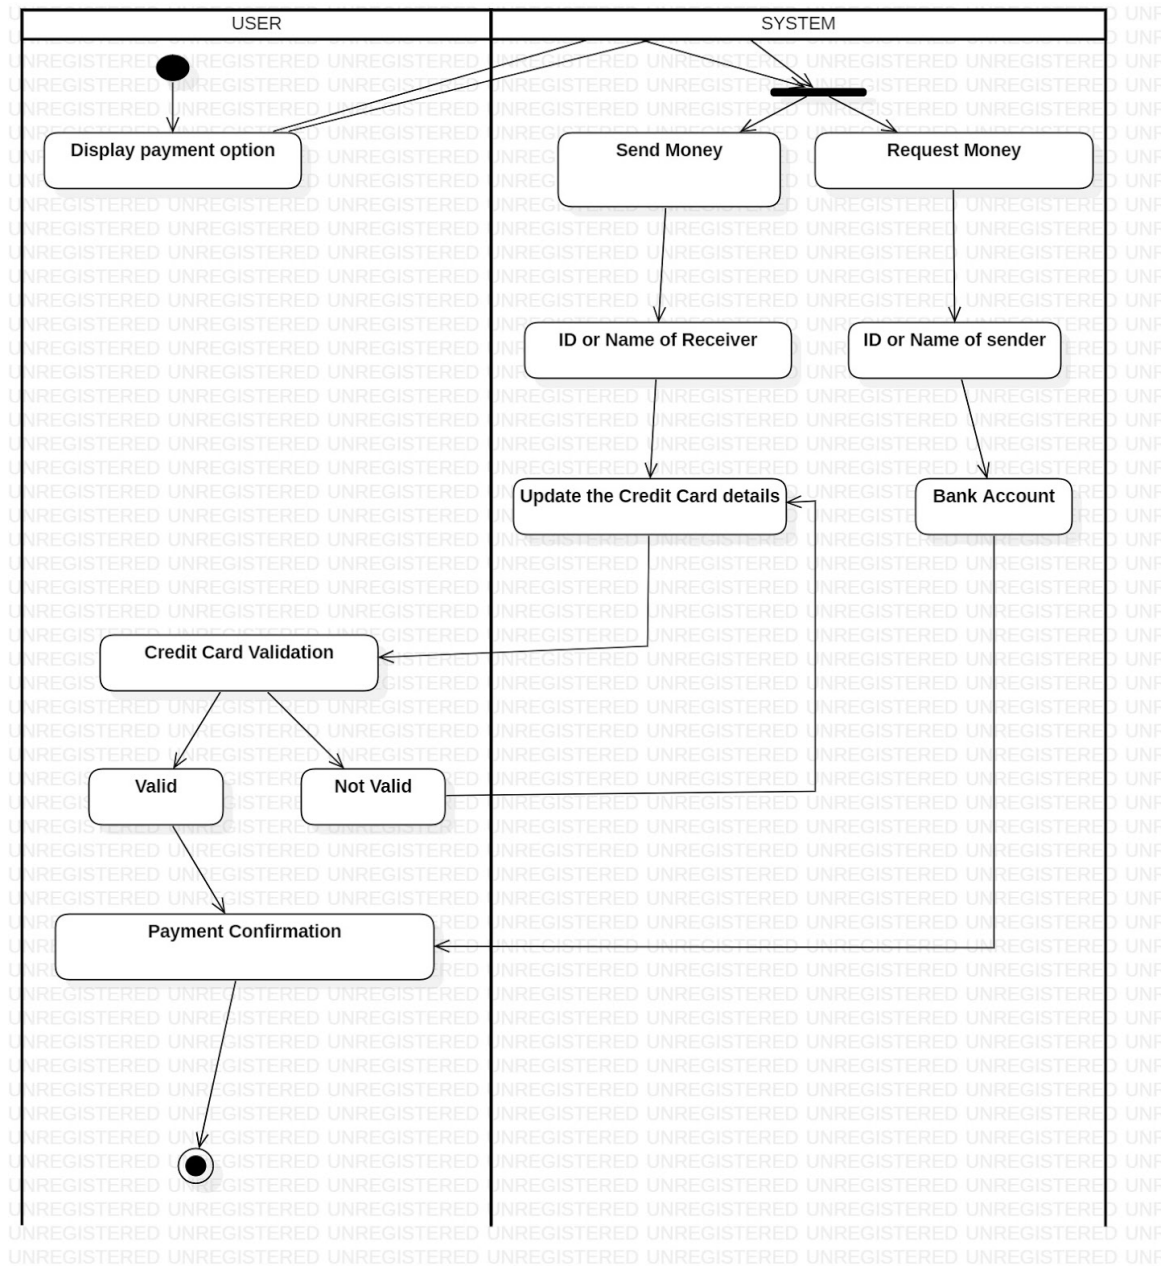 USER
SYSTEM
Display payment option
Send Money
Request Money
ID or Name of Receiver
ID or Name of sender
Update the Credit Card details
Bank Account
Credit Card Validation
Valid
Not Valid
Payment Confirmation
UNREGISTERED